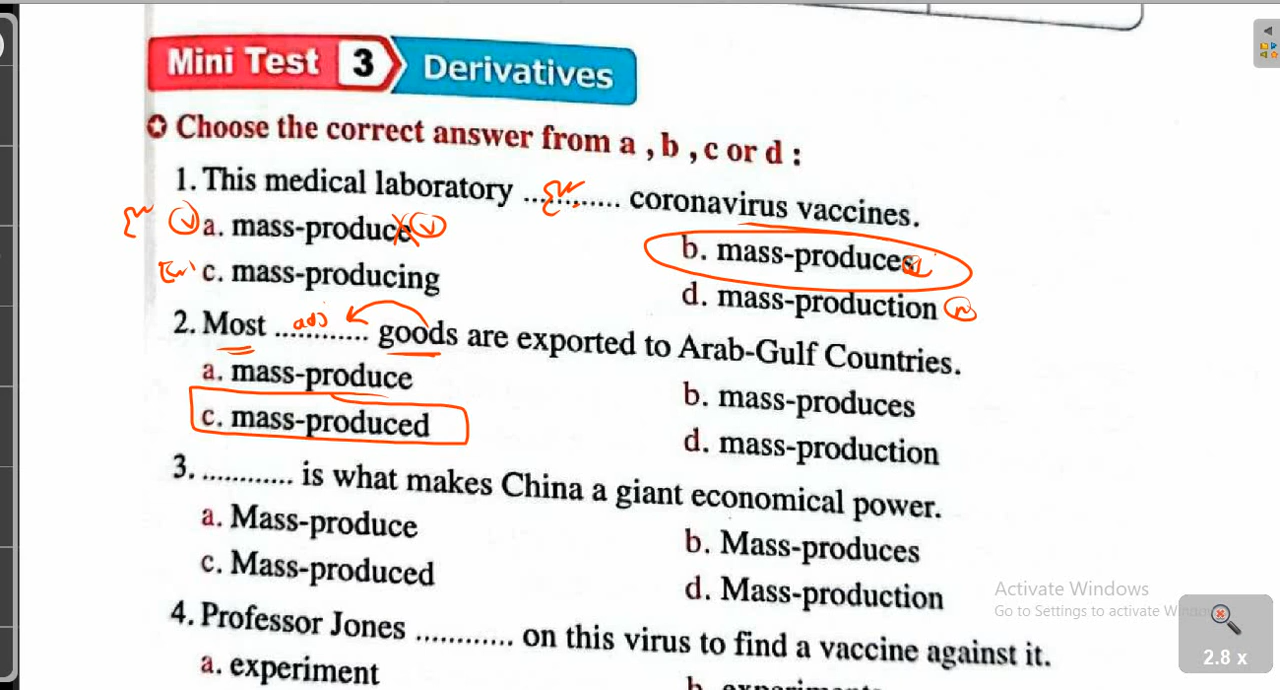 Mini Test 3 Derivatives
✪ Choose the correct answer from a , b , c or d :
1. This medical laboratory ............ coronavirus vaccines.
a. mass-produce
b. mass-produces
c. mass-producing
d. mass-production n
2. Most ............ goods are exported to Arab-Gulf Countries.
adj
a. mass-produce
b. mass-produces
c. mass-produced
d. mass-production
3. ............ is what makes China a giant economical power.
a. Mass-produce
b. Mass-produces
c. Mass-produced
d. Mass-production
4. Professor Jones ............ on this virus to find a vaccine against it.
a. experiment
Activate Windows
Go to Settings to activate
2.8 x